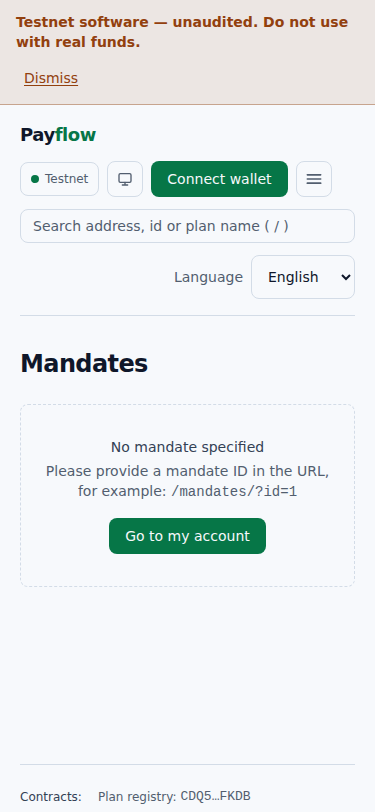 Testnet software — unaudited. Do not use
with real funds.
Dismiss
Payflow
Testnet
Connect wallet
Search address, id or plan name ( / )
Language
English
Mandates
No mandate specified
Please provide a mandate ID in the URL,
for example: /mandates/?id=1
Go to my account
Contracts: Plan registry: CDQ5…FKDB